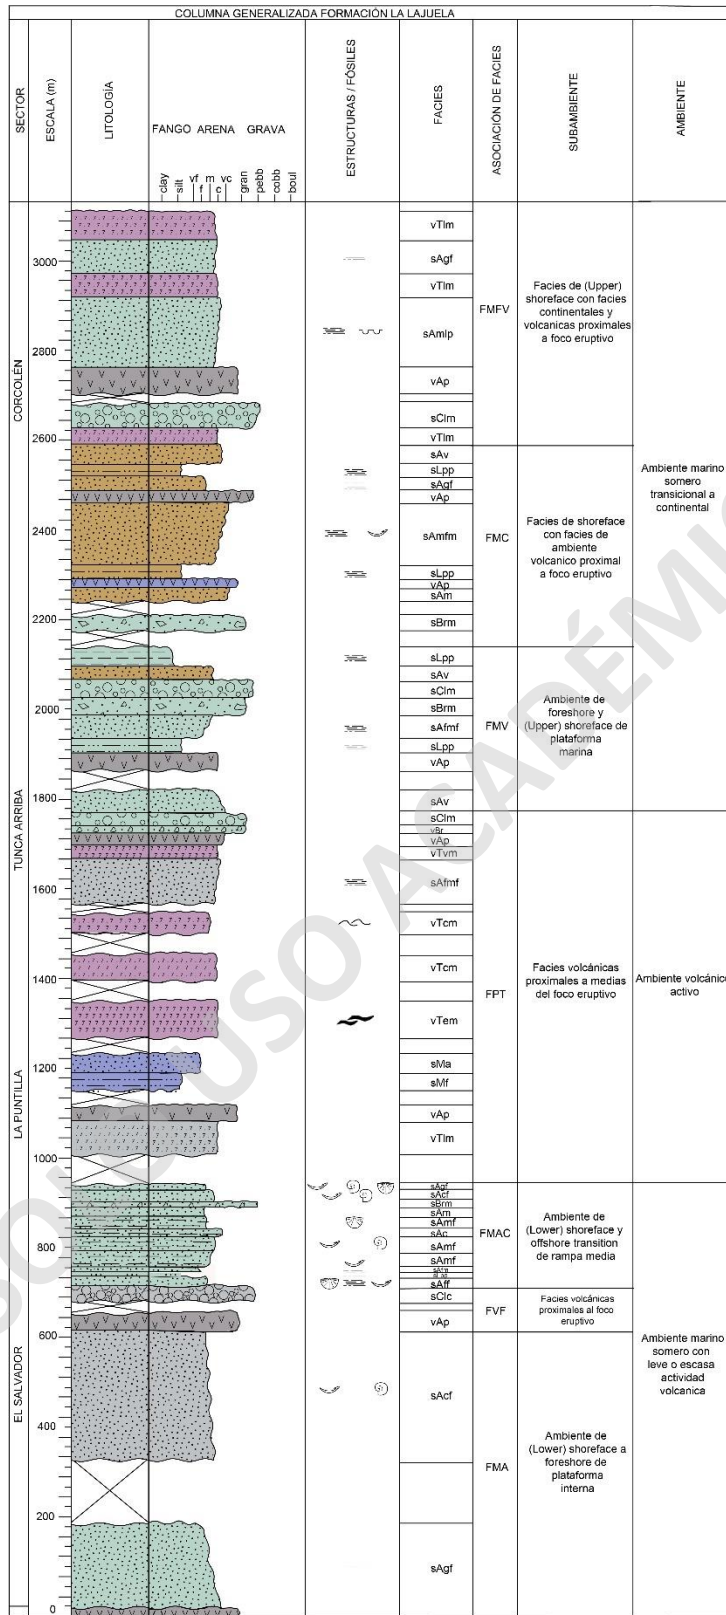 COLUMNA GENERALIZADA FORMACIÓN LA LAJUELA
SECTOR
ESCALA (m)
LITOLOGÍA
FANGO ARENA GRAVA
clay
silt
vf
f
m
c
vc
gran
pebb
cobb
boul
ESTRUCTURAS / FÓSILES
FACIES
ASOCIACIÓN DE FACIES
SUBAMBIENTE
AMBIENTE
CORCOLÉN
TUNCA ARRIBA
LA PUNTILLA
EL SALVADOR
3000
2800
2600
2400
2200
2000
1800
1600
1400
1200
1000
800
600
400
200
0
vTlm
sAgf
vTlm
sAmlp
vAp
sClm
vTlm
sAv
sLpp
sAgf
vAp
sAmfm
sLpp
vAp
sAm
sBrm
sLpp
sAv
sClm
sBrm
sAfmf
sLpp
vAp
sAv
sClm
vBr
vAp
vTvm
sAfmf
vTcm
vTcm
vTem
sMa
sMf
vAp
vTlm
sAgf
sAcf
sBrm
sAm
sAmf
sAc
sAmf
sAmf
sAff
sClc
vAp
sAcf
sAgf
FMFV
FMC
FMV
FPT
FMAC
FVF
FMA
Facies de (Upper)
shoreface con facies
continentales y
volcanicas proximales
a foco eruptivo
Facies de shoreface
con facies de
ambiente
volcanico proximal
a foco eruptivo
Ambiente de
foreshore y
(Upper) shoreface de
plataforma
marina
Facies volcánicas
proximales a medias
del foco eruptivo
Ambiente de
(Lower) shoreface y
offshore transition
de rampa media
Facies volcánicas
proximales al foco
eruptivo
Ambiente de
(Lower) shoreface a
foreshore de
plataforma
interna
Ambiente marino
somero
transicional a
continental
Ambiente volcánico
activo
Ambiente marino
somero con
leve o escasa
actividad
volcanica
SOLO USO ACADÉMIC